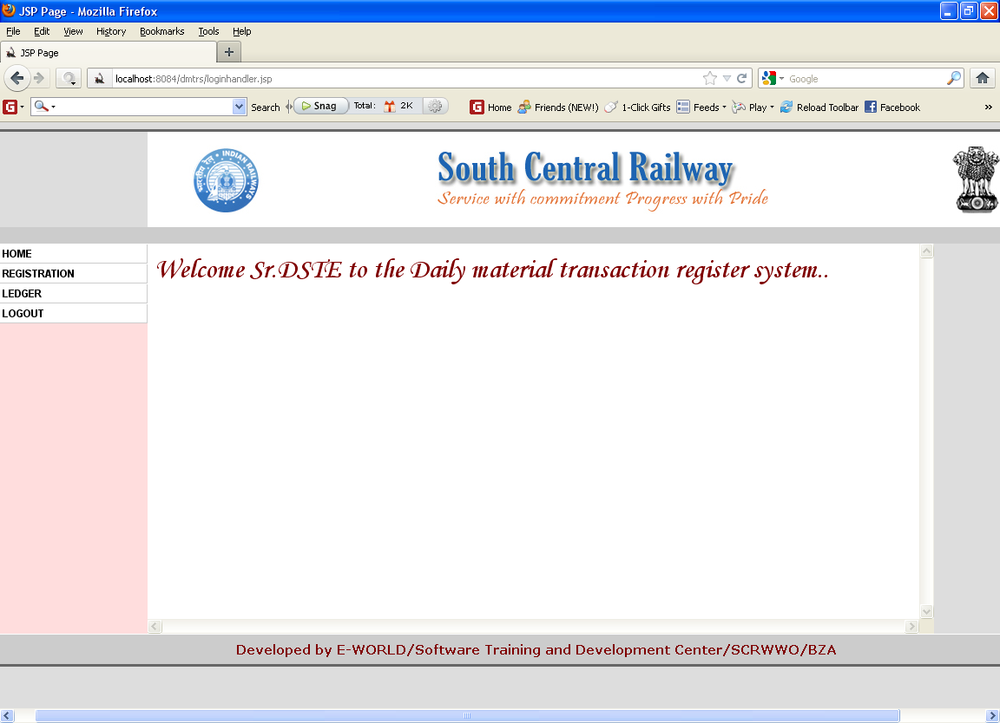 JSP Page - Mozilla Firefox
File Edit View History Bookmarks Tools Help
JSP Page
localhost:8084/dmtrs/loginhandler.jsp
Google
Search
Snag
Total: 2K
Home
Friends (NEW!)
1-Click Gifts
Feeds
Play
Reload Toolbar
Facebook
»
INDIAN RAILWAYS
भारतीय रेल
South Central Railway
Service with commitment Progress with Pride
HOME
REGISTRATION
LEDGER
LOGOUT
Welcome Sr.DSTE to the Daily material transaction register system..
Developed by E-WORLD/Software Training and Development Center/SCRWWO/BZA